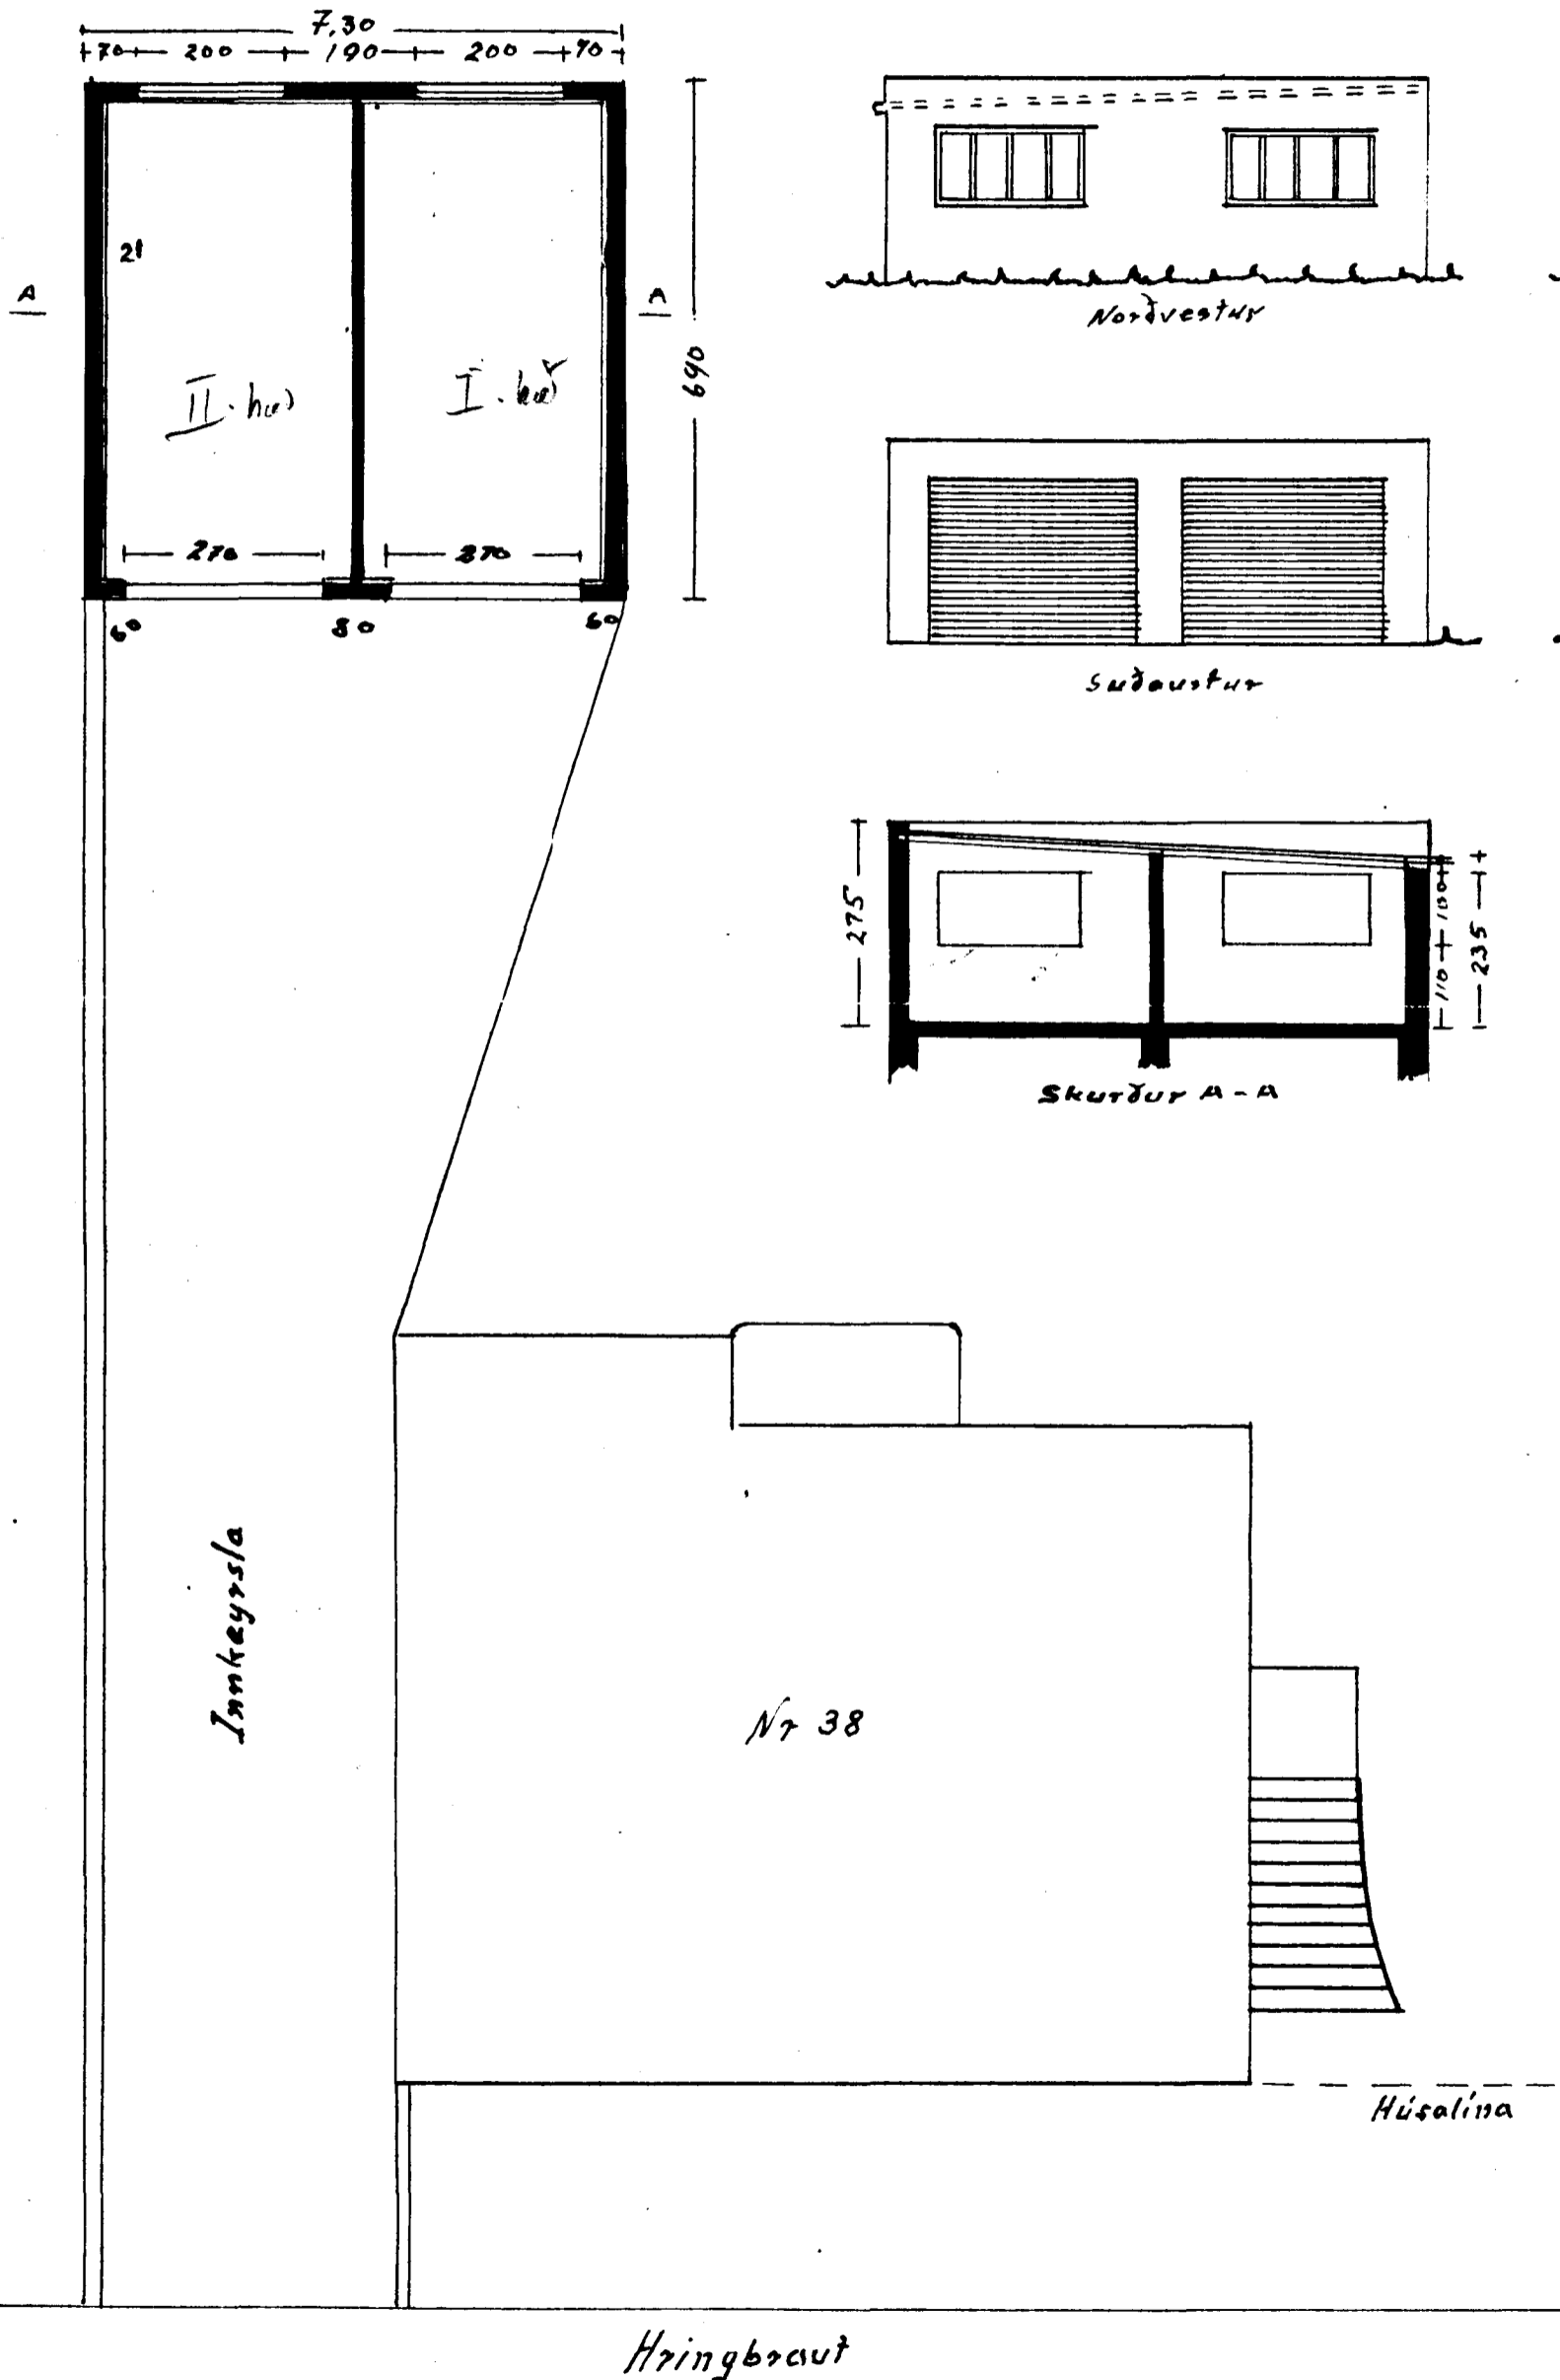 7,30
70 200 190 200 70
21
A
A
690
II. hæð
I. hæð
270 270
60 80 60
Norðvestur
Suðaustur
275
110 100
235
Skurður A-A
Innkeyrsla
Nr 38
Húsalína
Hringbraut